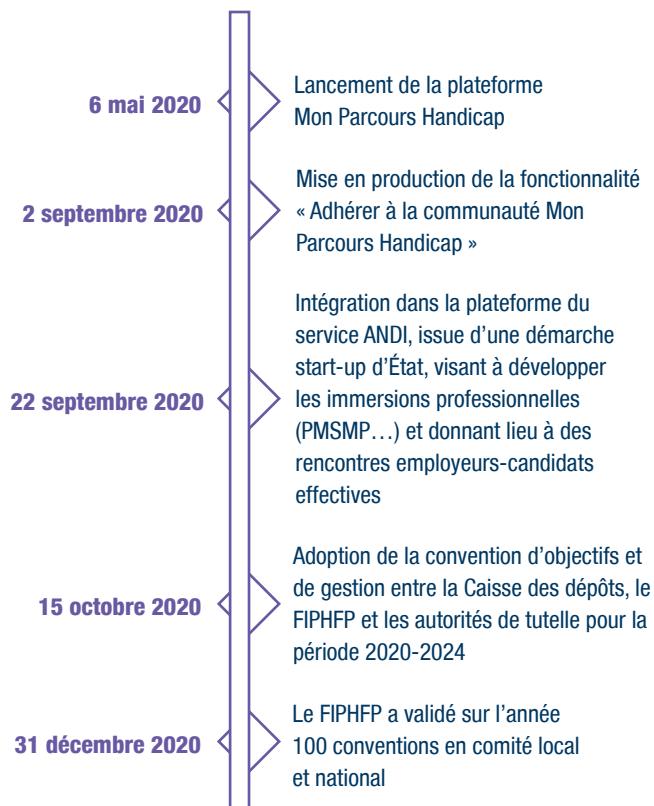 6 mai 2020
Lancement de la plateforme
Mon Parcours Handicap
2 septembre 2020
Mise en production de la fonctionnalité
« Adhérer à la communauté Mon
Parcours Handicap »
22 septembre 2020
Intégration dans la plateforme du
service ANDI, issue d’une démarche
start-up d’État, visant à développer
les immersions professionnelles
(PMSMP…) et donnant lieu à des
rencontres employeurs-candidats
effectives
15 octobre 2020
Adoption de la convention d’objectifs et
de gestion entre la Caisse des dépôts, le
FIPHFP et les autorités de tutelle pour la
période 2020-2024
31 décembre 2020
Le FIPHFP a validé sur l’année
100 conventions en comité local
et national